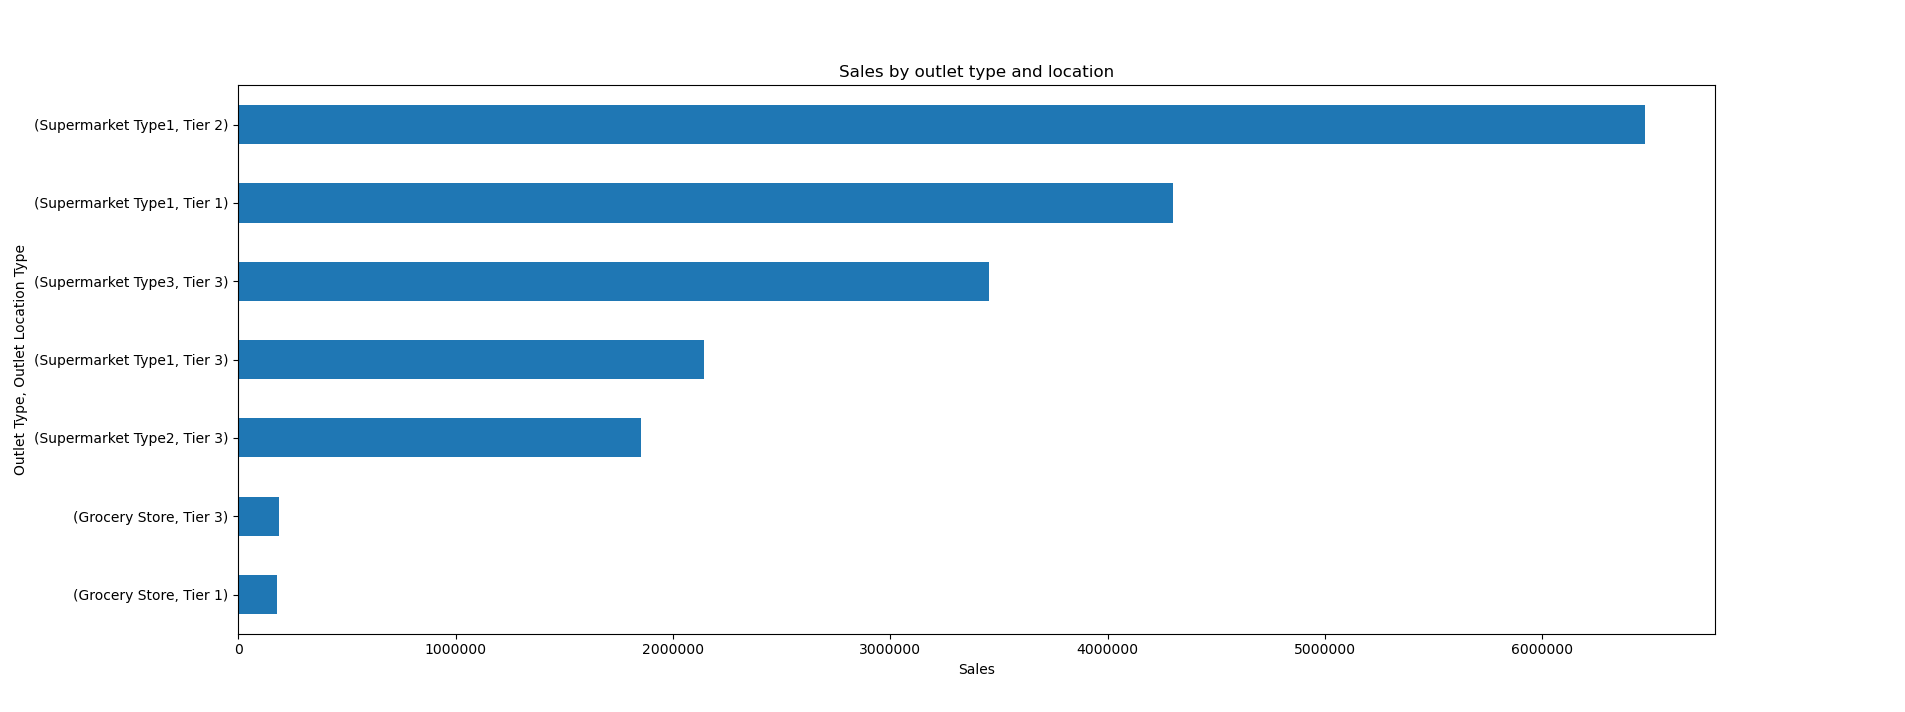 Sales by outlet type and location
Outlet Type, Outlet Location Type
(Supermarket Type1, Tier 2)
(Supermarket Type1, Tier 1)
(Supermarket Type3, Tier 3)
(Supermarket Type1, Tier 3)
(Supermarket Type2, Tier 3)
(Grocery Store, Tier 3)
(Grocery Store, Tier 1)
0 1000000 2000000 3000000 4000000 5000000 6000000
Sales